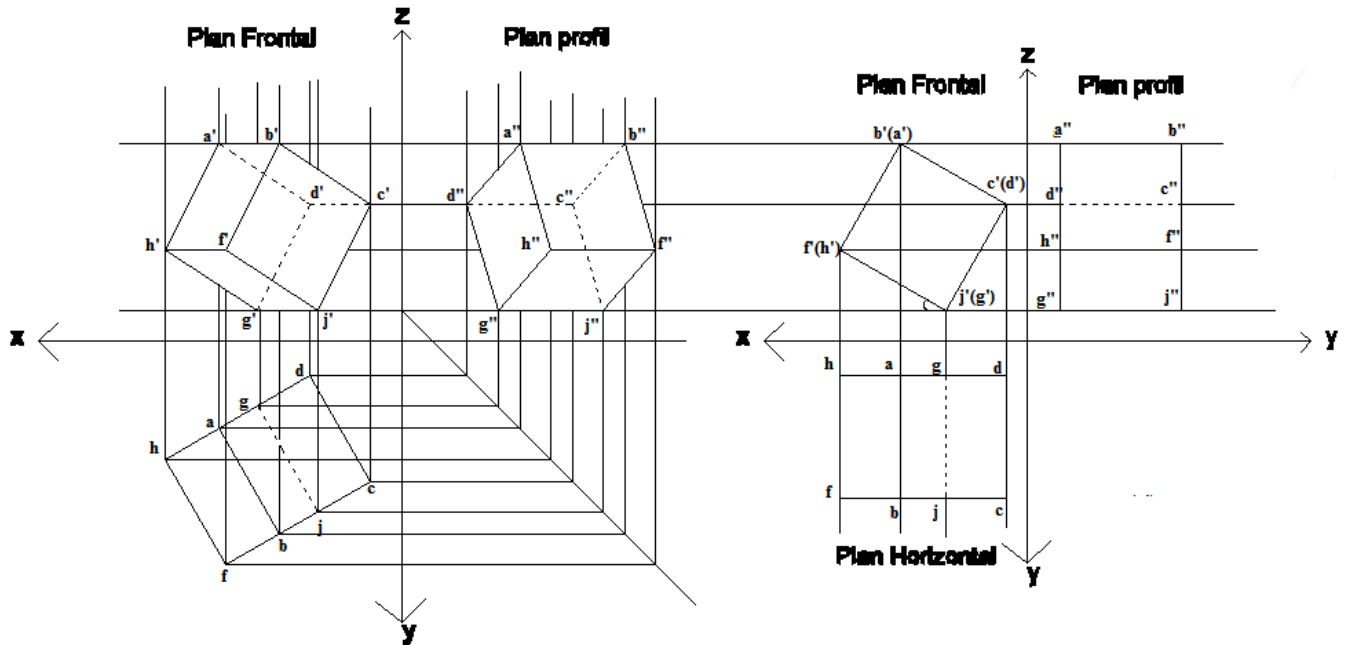 z
Plan Frontal Plan profil
a' b' a" b"
d' c' d" c"
h' f' h" f"
g' j' g" j"
x
d
g
a
h
c
j
b
f
y
z
Plan Frontal Plan profil
b'(a') a" b"
c'(d') d" c"
f'(h') h" f"
j'(g') g" j"
x y
h a g d
f b j c
Plan Horizontal
y